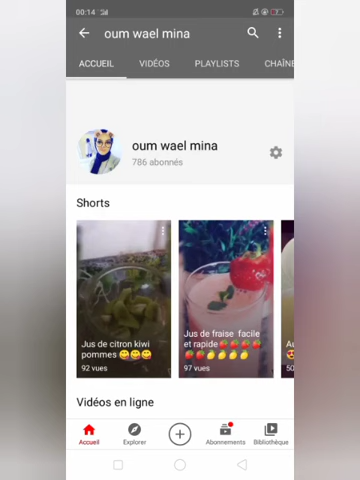 00:14
oum wael mina
ACCUEIL VIDÉOS PLAYLISTS CHAÎNE
oum wael mina
786 abonnés
Shorts
Jus de citron kiwi
pommes 😋😋😋
92 vues
Jus de fraise facile
et rapide🍓🍓🍓
🍓🍓🍋🍋🍋🍋
97 vues
Vidéos en ligne
Accueil Explorer Abonnements Bibliothèque